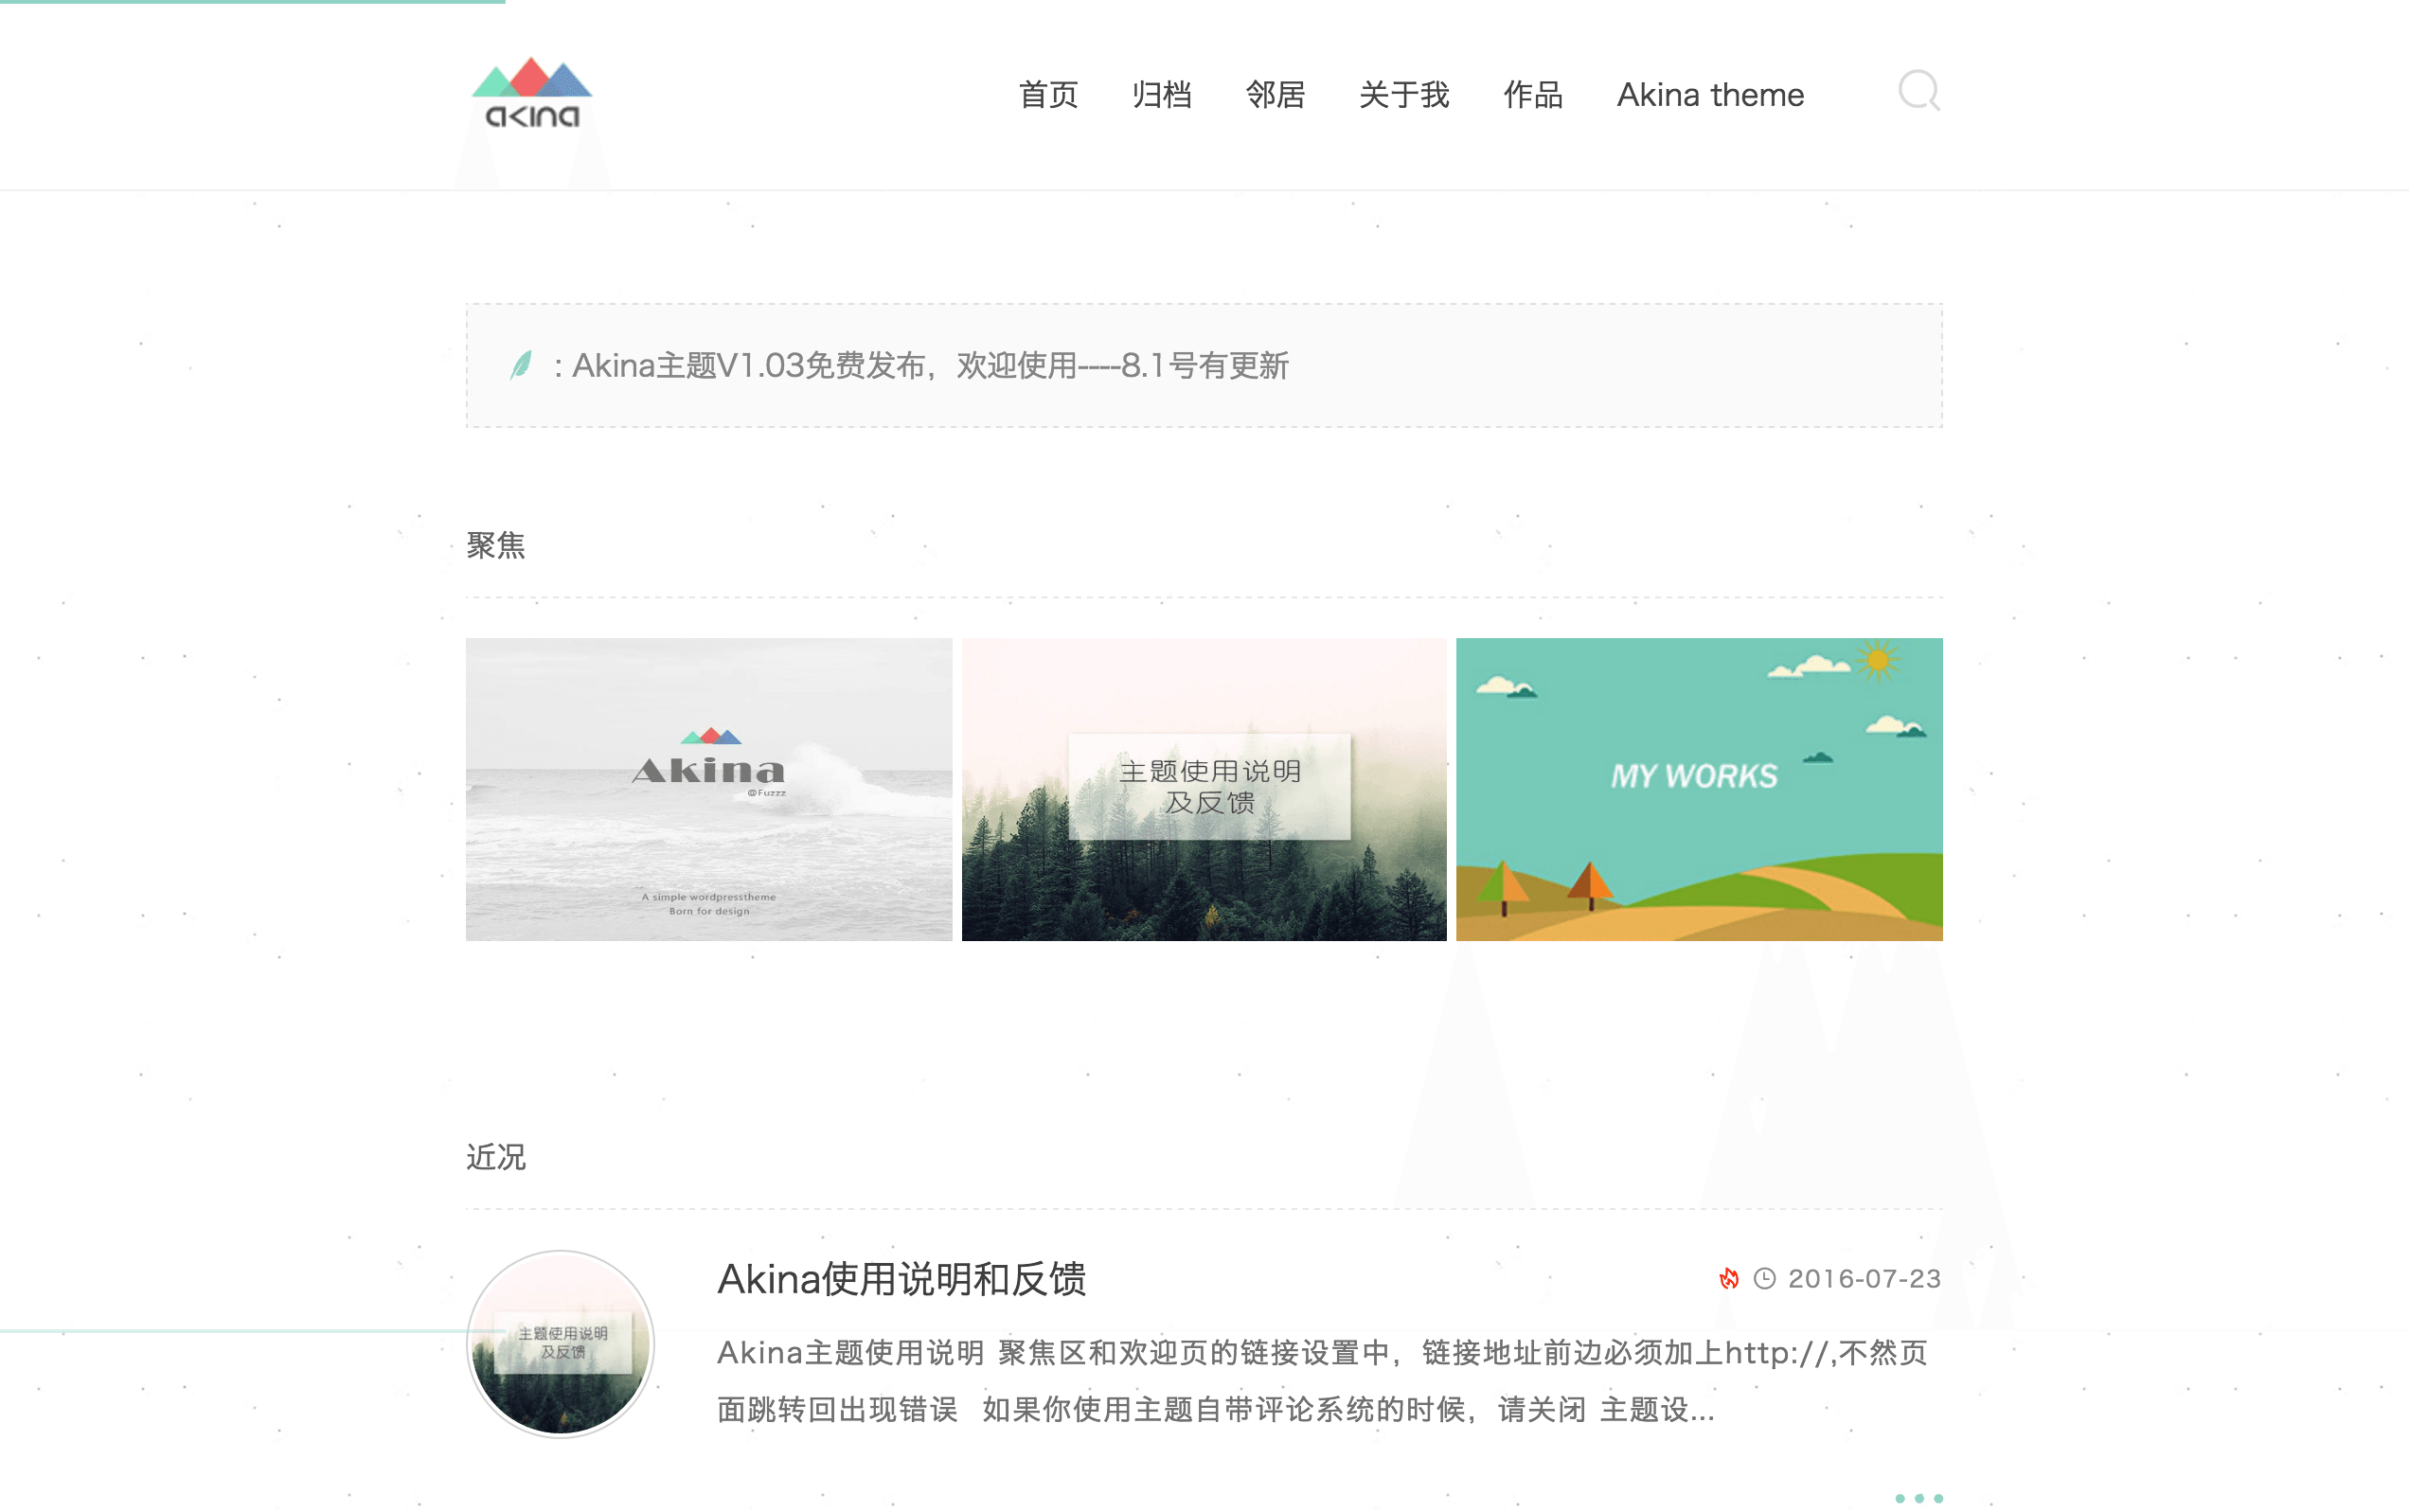 akina
首页 归档 邻居 关于我 作品 Akina theme
: Akina主题V1.03免费发布，欢迎使用----8.1号有更新
聚焦
Akina
@Fuzzz
A simple wordpresstheme
Born for design
主题使用说明
及反馈
MY WORKS
近况
主题使用说明
及反馈
Akina使用说明和反馈
2016-07-23
Akina主题使用说明 聚焦区和欢迎页的链接设置中，链接地址前边必须加上http://,不然页
面跳转回出现错误 如果你使用主题自带评论系统的时候，请关闭 主题设...